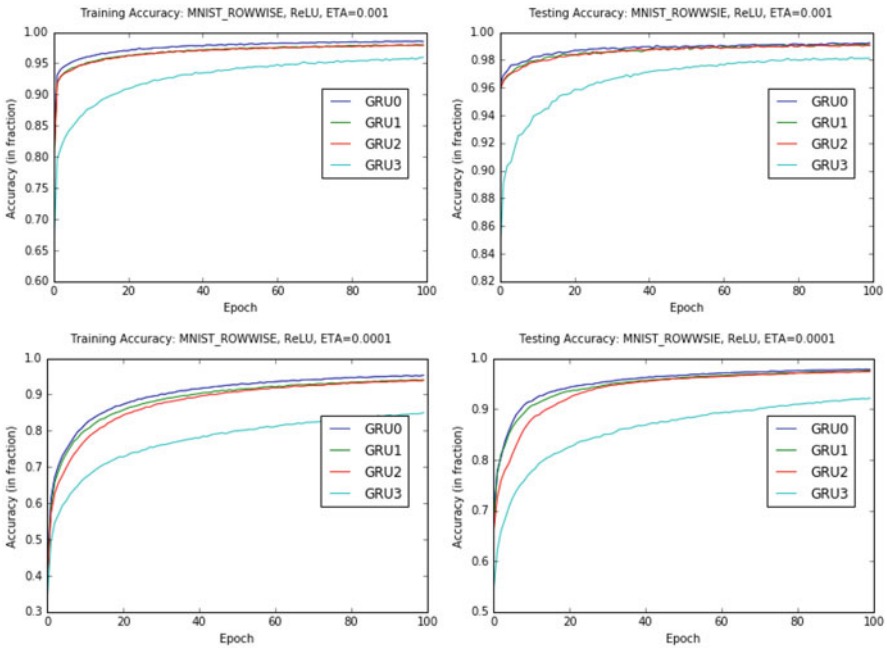 Training Accuracy: MNIST_ROWWISE, ReLU, ETA=0.001
Accuracy (in fraction)
1.00
0.95
0.90
0.85
0.80
0.75
0.70
0.65
0.60
GRU0
GRU1
GRU2
GRU3
0 20 40 60 80 100
Epoch
Testing Accuracy: MNIST_ROWWSIE, ReLU, ETA=0.001
Accuracy (in fraction)
1.00
0.98
0.96
0.94
0.92
0.90
0.88
0.86
0.84
0.82
GRU0
GRU1
GRU2
GRU3
0 20 40 60 80 100
Epoch
Training Accuracy: MNIST_ROWWISE, ReLU, ETA=0.0001
Accuracy (in fraction)
1.0
0.9
0.8
0.7
0.6
0.5
0.4
0.3
GRU0
GRU1
GRU2
GRU3
0 20 40 60 80 100
Epoch
Testing Accuracy: MNIST_ROWWSIE, ReLU, ETA=0.0001
Accuracy (in fraction)
1.0
0.9
0.8
0.7
0.6
0.5
GRU0
GRU1
GRU2
GRU3
0 20 40 60 80 100
Epoch